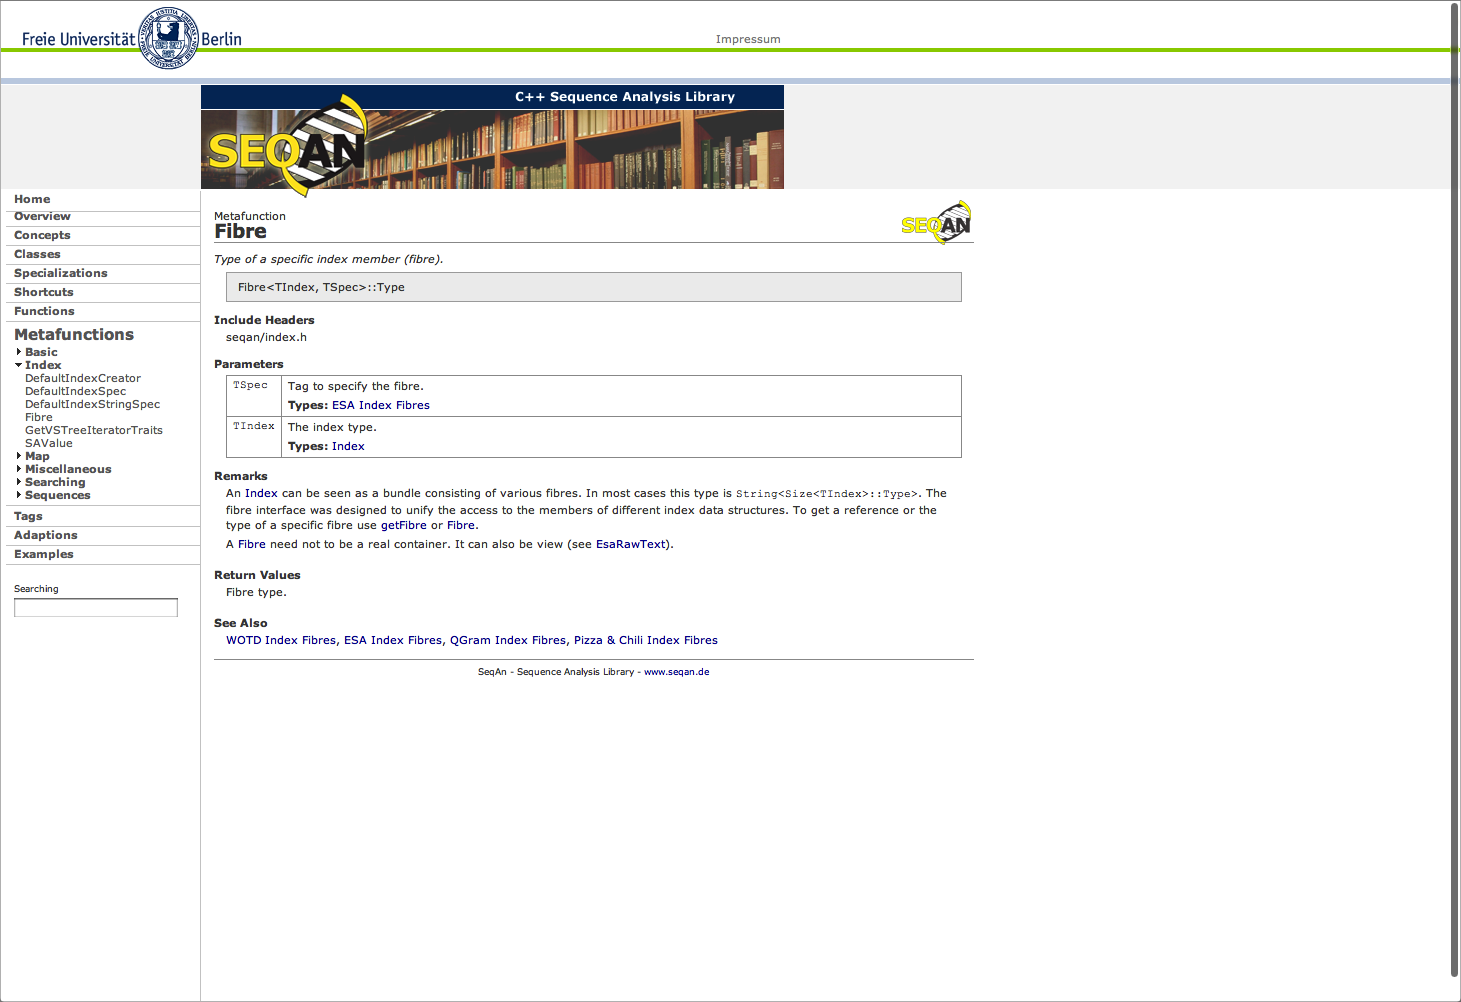 Freie Universität Berlin
Impressum
C++ Sequence Analysis Library
SEQAN
Home
Overview
Concepts
Classes
Specializations
Shortcuts
Functions
Metafunctions
Basic
Index
DefaultIndexCreator
DefaultIndexSpec
DefaultIndexStringSpec
Fibre
GetVSTreeIteratorTraits
SAValue
Map
Miscellaneous
Searching
Sequences
Tags
Adaptions
Examples
Searching
Metafunction
Fibre
SEQAN
Type of a specific index member (fibre).
Fibre<TIndex, TSpec>::Type
Include Headers
seqan/index.h
Parameters
TSpec
Tag to specify the fibre.
Types: ESA Index Fibres
TIndex
The index type.
Types: Index
Remarks
An Index can be seen as a bundle consisting of various fibres. In most cases this type is String<Size<TIndex>::Type>. The
fibre interface was designed to unify the access to the members of different index data structures. To get a reference or the
type of a specific fibre use getFibre or Fibre.
A Fibre need not to be a real container. It can also be view (see EsaRawText).
Return Values
Fibre type.
See Also
WOTD Index Fibres, ESA Index Fibres, QGram Index Fibres, Pizza & Chili Index Fibres
SeqAn - Sequence Analysis Library - www.seqan.de